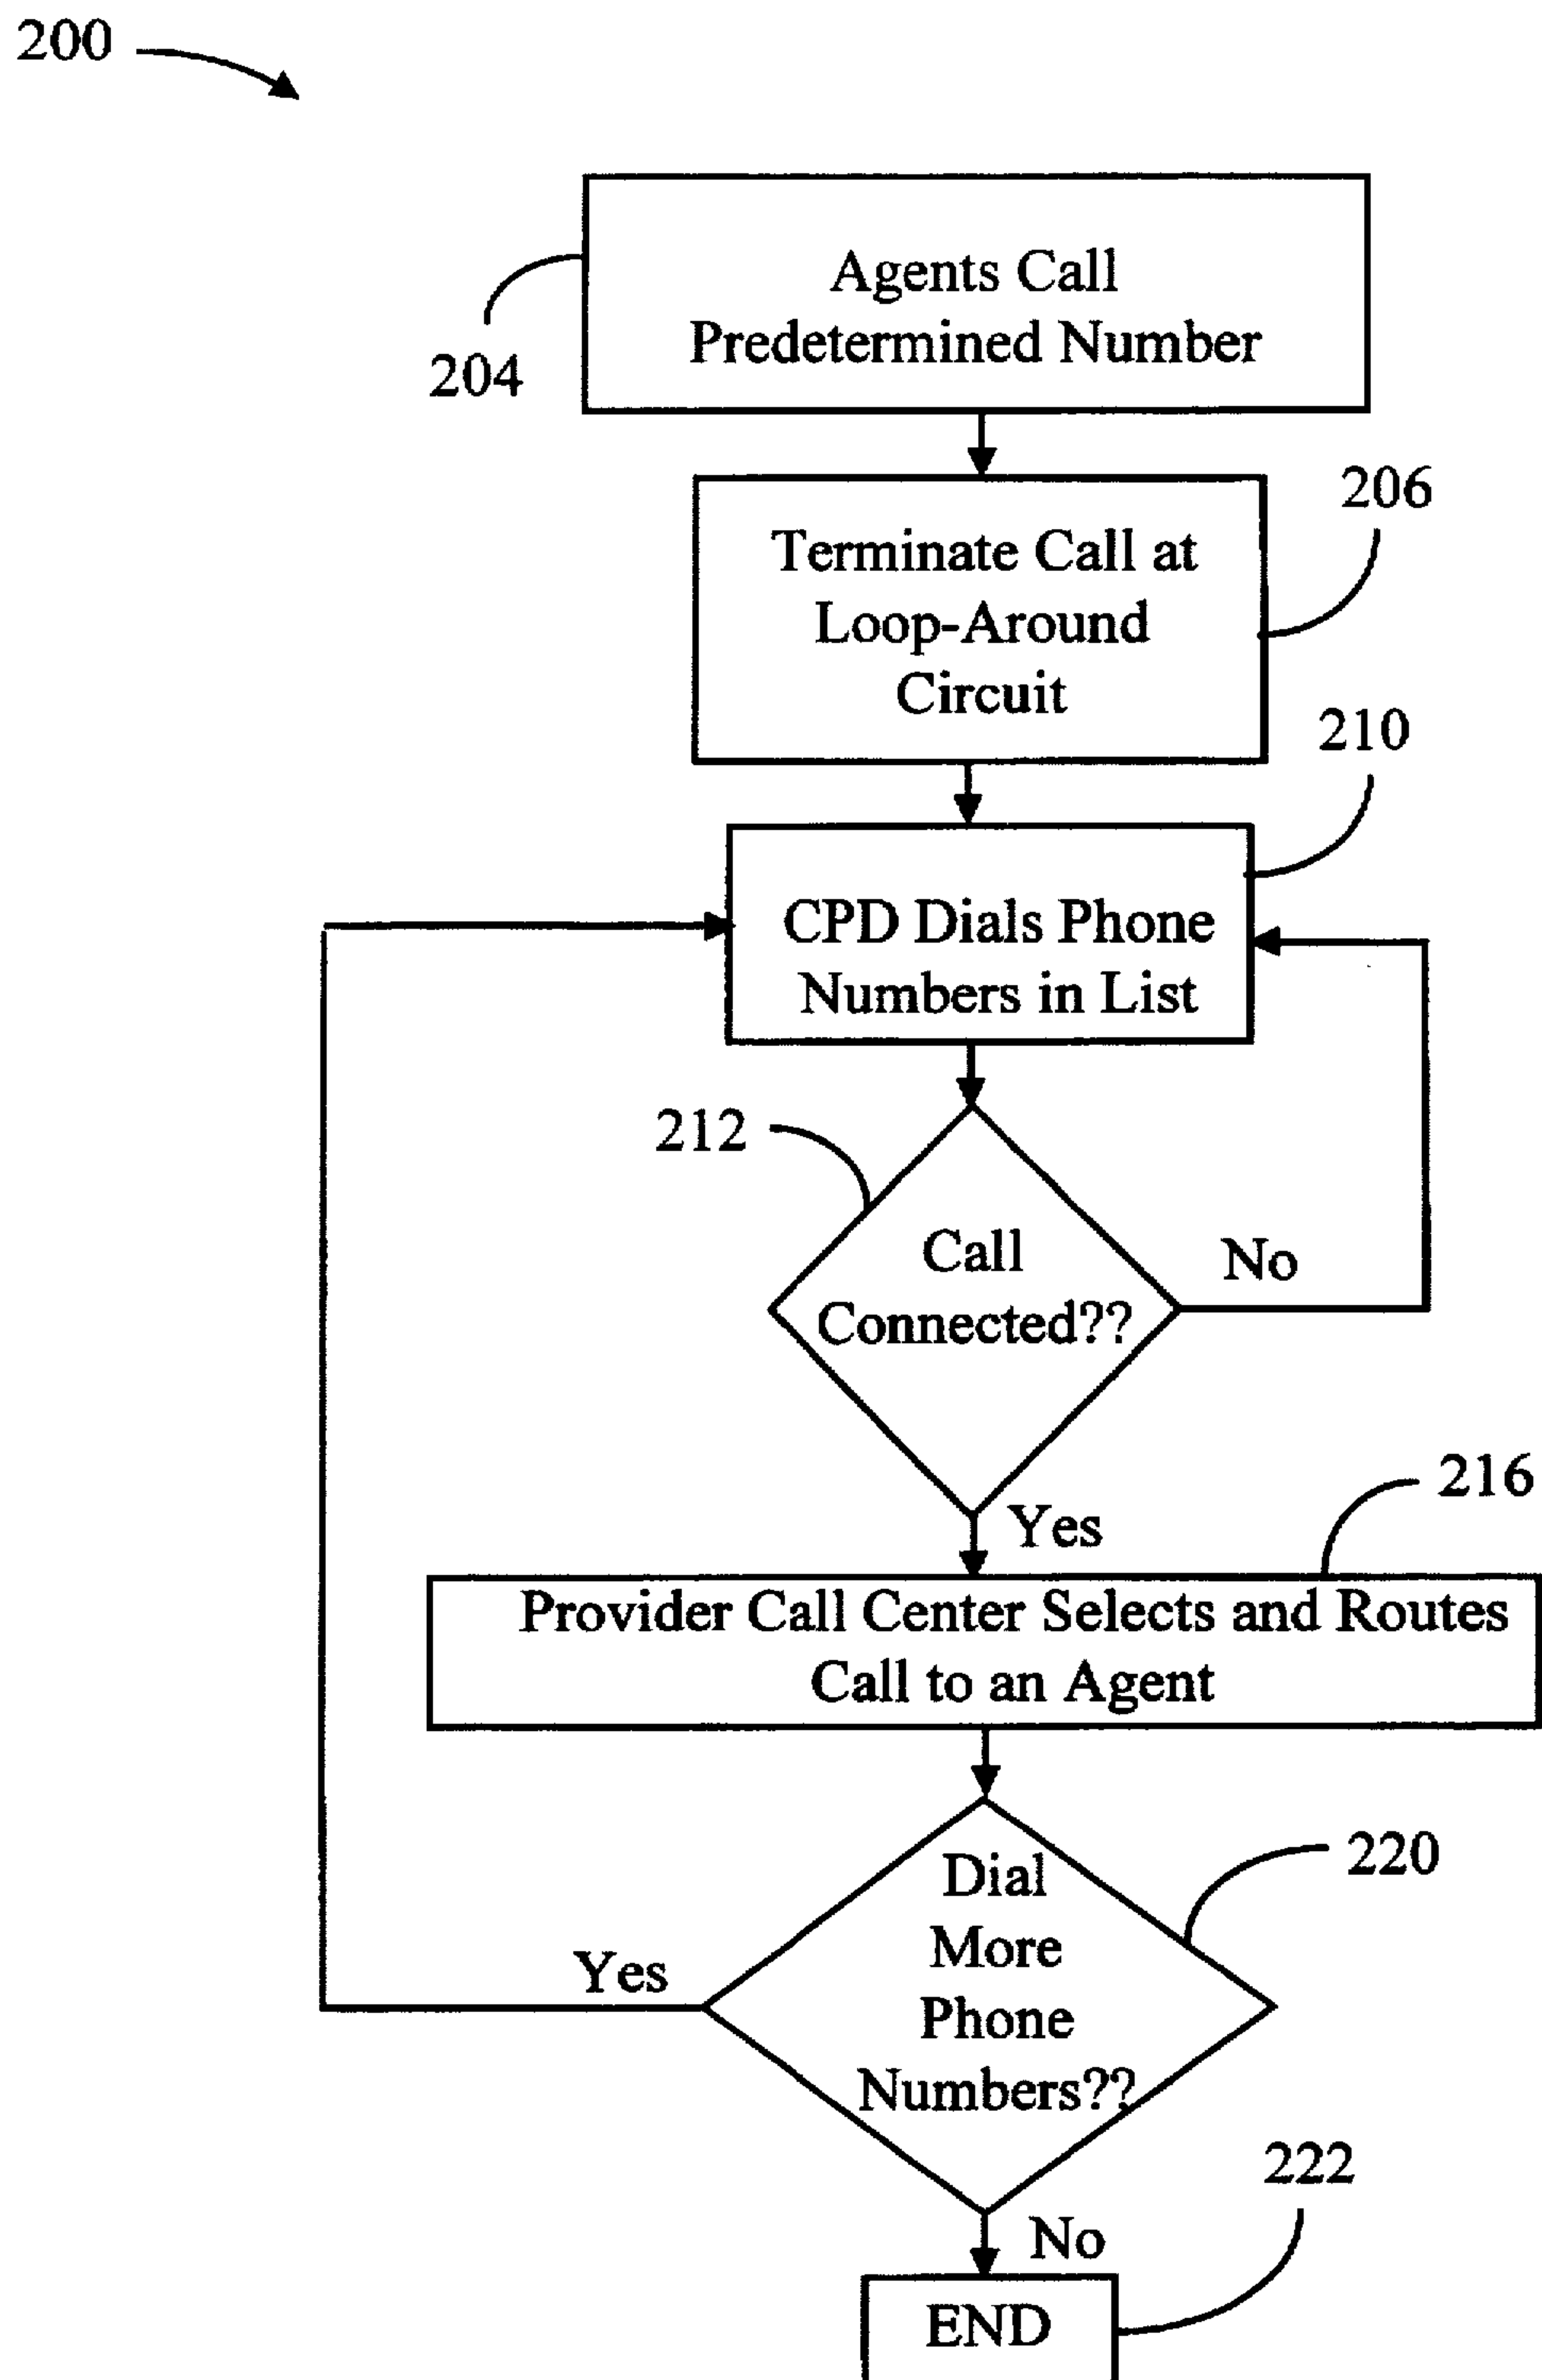 200
Agents Call
Predetermined Number
204
206
Terminate Call at
Loop-Around
Circuit
210
CPD Dials Phone
Numbers in List
212
Call
Connected??
No
Yes
216
Provider Call Center Selects and Routes
Call to an Agent
220
Dial
More
Phone
Numbers??
Yes
222
No
END